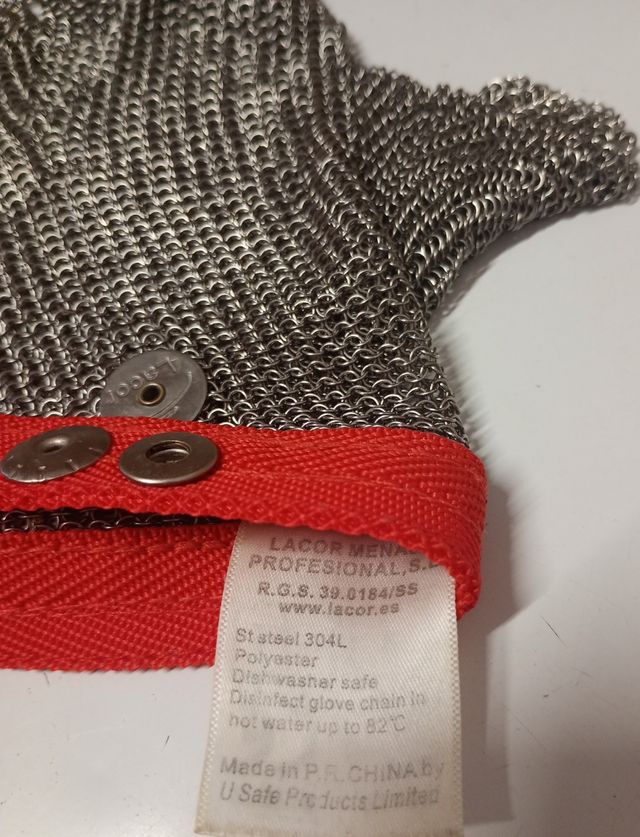 Lacor
LACOR MENA
PROFESIONAL,S.L
R.G.S. 39.0184/SS
www.lacor.es
St steel 304L
Polyester
Dishwasher safe
Disinfect glove chain in
hot water up to 82℃
Made in P.R.CHINA by
U Safe Products Limited